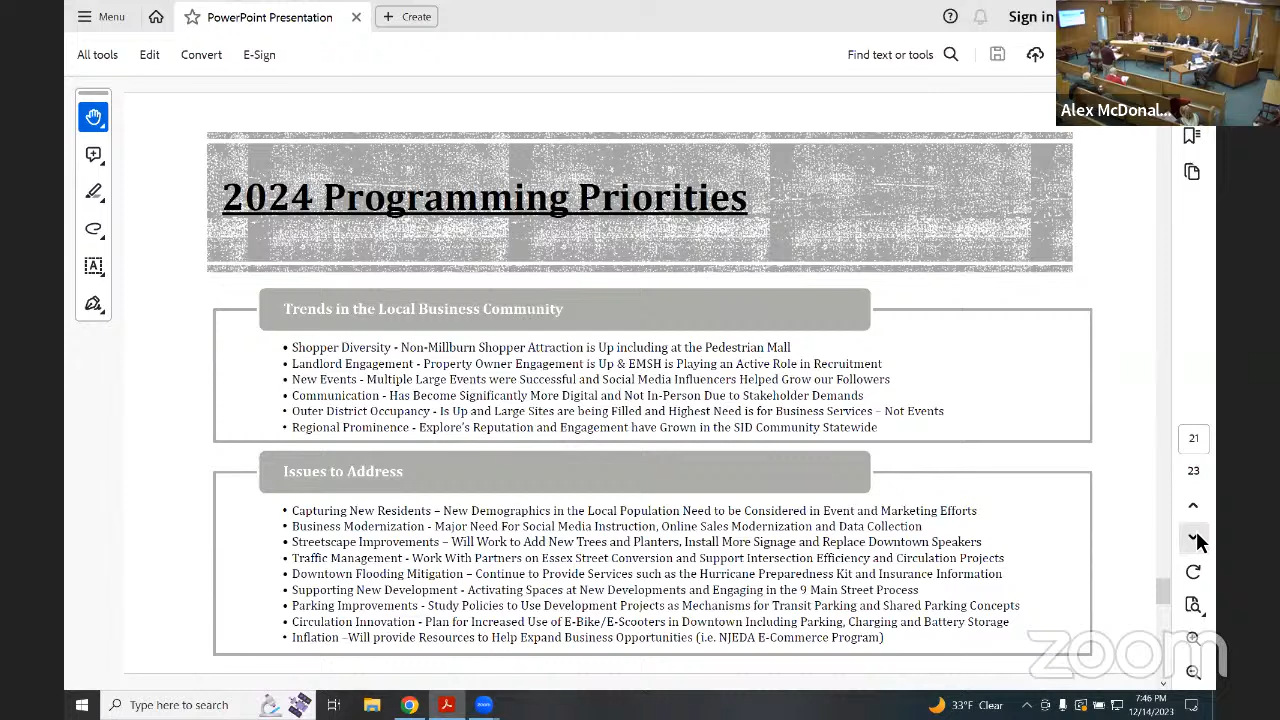 Menu
PowerPoint Presentation
Create
Sign in
All tools
Edit
Convert
E-Sign
Find text or tools
Alex McDonal...
2024 Programming Priorities
Trends in the Local Business Community
• Shopper Diversity - Non-Millburn Shopper Attraction is Up including at the Pedestrian Mall
• Landlord Engagement - Property Owner Engagement is Up & EMSH is Playing an Active Role in Recruitment
• New Events - Multiple Large Events were Successful and Social Media Influencers Helped Grow our Followers
• Communication - Has Become Significantly More Digital and Not In-Person Due to Stakeholder Demands
• Outer District Occupancy - Is Up and Large Sites are being Filled and Highest Need is for Business Services – Not Events
• Regional Prominence - Explore's Reputation and Engagement have Grown in the SID Community Statewide
Issues to Address
• Capturing New Residents – New Demographics in the Local Population Need to be Considered in Event and Marketing Efforts
• Business Modernization - Major Need For Social Media Instruction, Online Sales Modernization and Data Collection
• Streetscape Improvements – Will Work to Add New Trees and Planters, Install More Signage and Replace Downtown Speakers
• Traffic Management - Work With Partners on Essex Street Conversion and Support Intersection Efficiency and Circulation Projects
• Downtown Flooding Mitigation – Continue to Provide Services such as the Hurricane Preparedness Kit and Insurance Information
• Supporting New Development - Activating Spaces at New Developments and Engaging in the 9 Main Street Process
• Parking Improvements - Study Policies to Use Development Projects as Mechanisms for Transit Parking and Shared Parking Concepts
• Circulation Innovation - Plan for Increased Use of E-Bike/E-Scooters in Downtown Including Parking, Charging and Battery Storage
• Inflation –Will provide Resources to Help Expand Business Opportunities (i.e. NJEDA E-Commerce Program)
21
23
zoom
Type here to search
zoom
33°F Clear
7:46 PM
12/14/2023